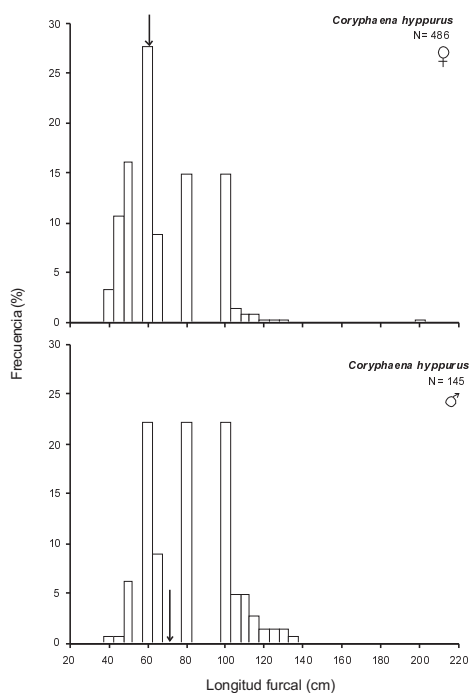 Coryphaena hyppurus
N= 486
♀
30
25
20
15
10
5
0
Frecuencia (%)
Coryphaena hyppurus
N= 145
♂
30
25
20
15
10
5
0
20 40 60 80 100 120 140 160 180 200 220
Longitud furcal (cm)